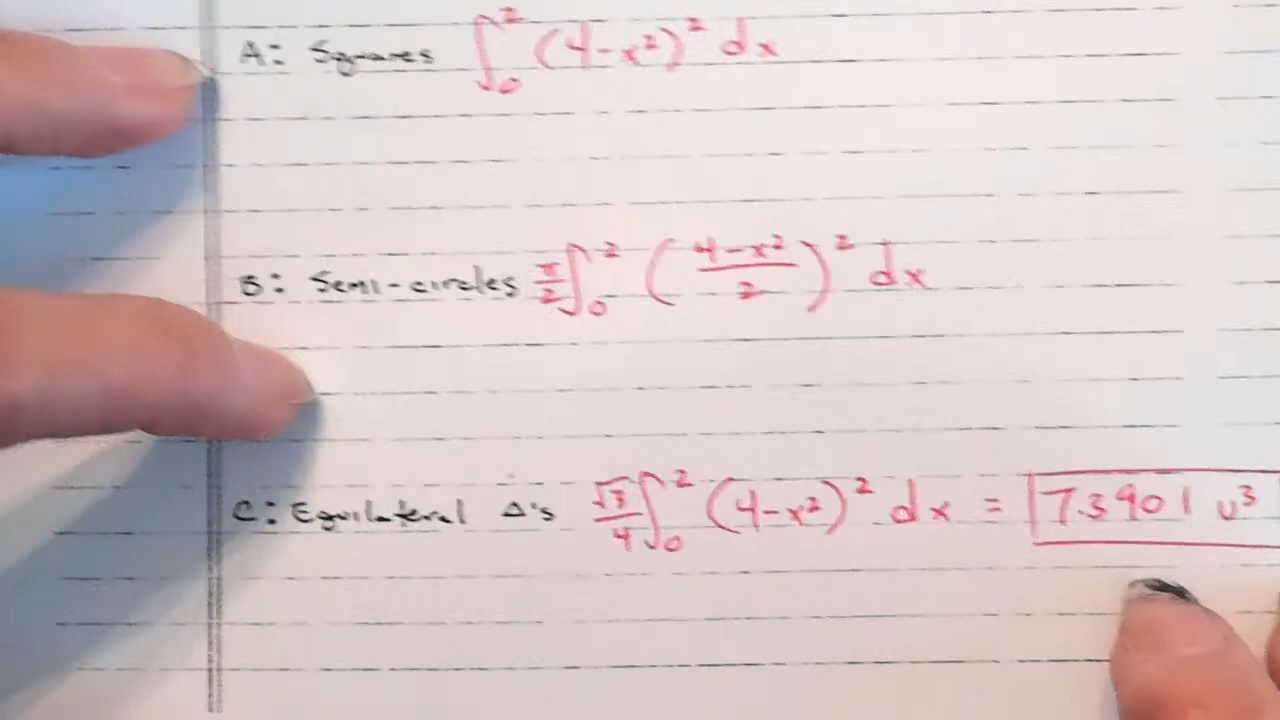 A: Squares ∫₀² (4-x²)² dx
B: Semi-circles π/2 ∫₀² ((4-x²)/2)² dx
C: Equilateral Δ's √3/4 ∫₀² (4-x²)² dx = 7.3901 u³